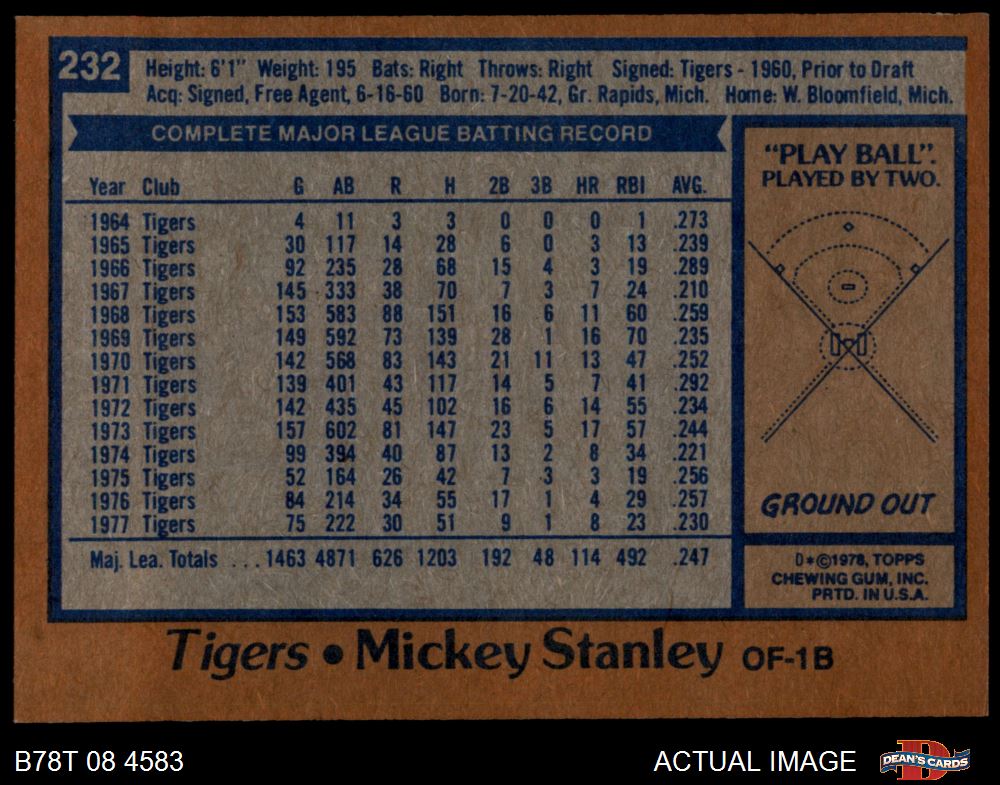 232
Height: 6'1" Weight: 195 Bats: Right Throws: Right Signed: Tigers - 1960, Prior to Draft
Acq: Signed, Free Agent, 6-16-60 Born: 7-20-42, Gr. Rapids, Mich. Home: W. Bloomfield, Mich.
COMPLETE MAJOR LEAGUE BATTING RECORD
Year Club G AB R H 2B 3B HR RBI AVG.
1964 Tigers 4 11 3 3 0 0 0 1 .273
1965 Tigers 30 117 14 28 6 0 3 13 .239
1966 Tigers 92 235 28 68 15 4 3 19 .289
1967 Tigers 145 333 38 70 7 3 7 24 .210
1968 Tigers 153 583 88 151 16 6 11 60 .259
1969 Tigers 149 592 73 139 28 1 16 70 .235
1970 Tigers 142 568 83 143 21 11 13 47 .252
1971 Tigers 139 401 43 117 14 5 7 41 .292
1972 Tigers 142 435 45 102 16 6 14 55 .234
1973 Tigers 157 602 81 147 23 5 17 57 .244
1974 Tigers 99 394 40 87 13 2 8 34 .221
1975 Tigers 52 164 26 42 7 3 3 19 .256
1976 Tigers 84 214 34 55 17 1 4 29 .257
1977 Tigers 75 222 30 51 9 1 8 23 .230
Maj. Lea. Totals ... 1463 4871 626 1203 192 48 114 492 .247
"PLAY BALL".
PLAYED BY TWO.
GROUND OUT
D*©1978, TOPPS
CHEWING GUM, INC.
PRTD. IN U.S.A.
Tigers • Mickey Stanley OF-1B
B78T 08 4583
ACTUAL IMAGE
DEAN'S CARDS